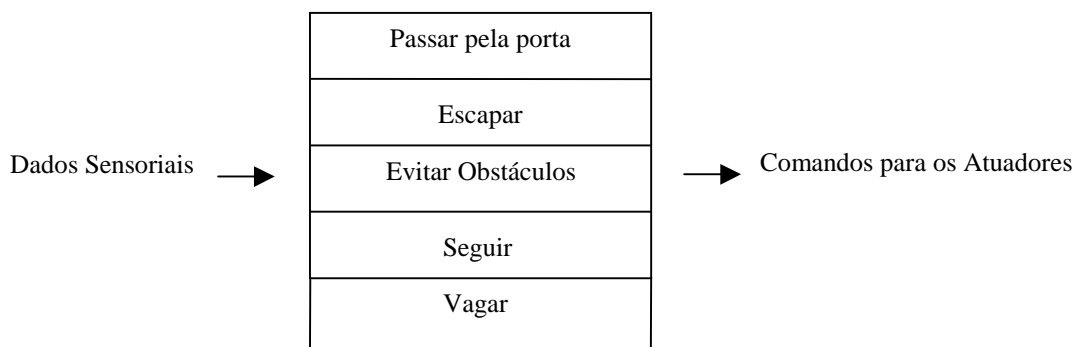 Passar pela porta
Escapar
Dados Sensoriais
Evitar Obstáculos
Comandos para os Atuadores
Seguir
Vagar